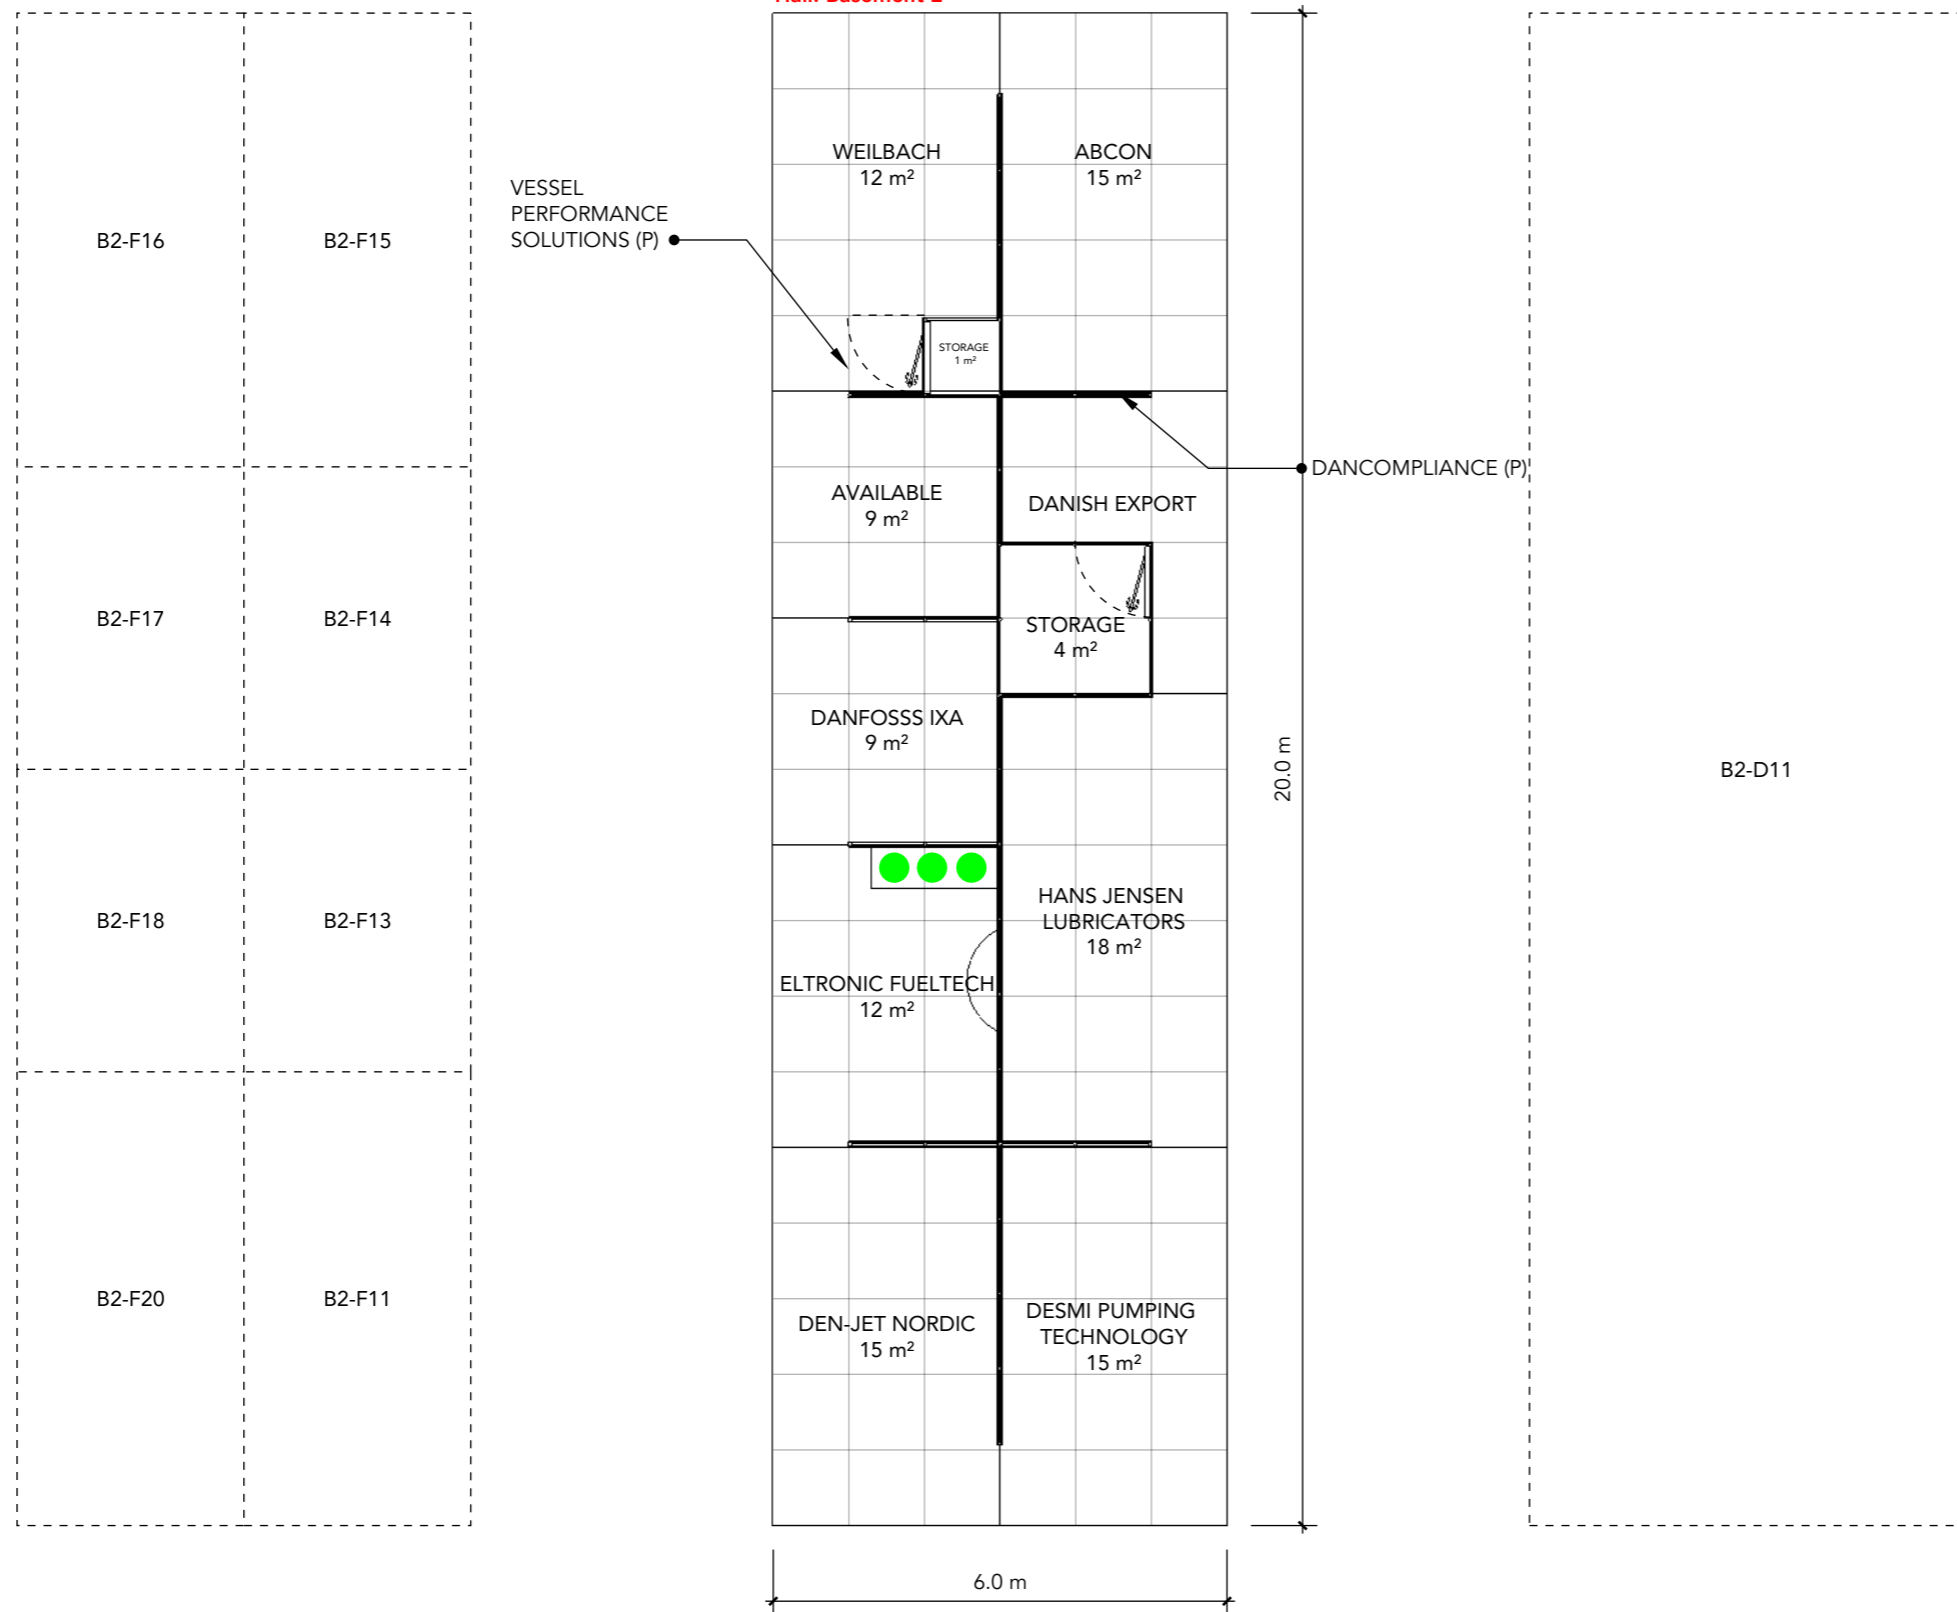 WEILBACH
12 m²
ABCON
15 m²
VESSEL
PERFORMANCE
SOLUTIONS (P)
B2-F16
B2-F15
STORAGE
1 m²
DANCOMPLIANCE (P)
AVAILABLE
9 m²
DANISH EXPORT
B2-F17
B2-F14
STORAGE
4 m²
DANFOSSS IXA
9 m²
20.0 m
B2-D11
B2-F18
B2-F13
HANS JENSEN
LUBRICATORS
18 m²
ELTRONIC FUELTECH
12 m²
B2-F20
B2-F11
DEN-JET NORDIC
15 m²
DESMI PUMPING
TECHNOLOGY
15 m²
6.0 m